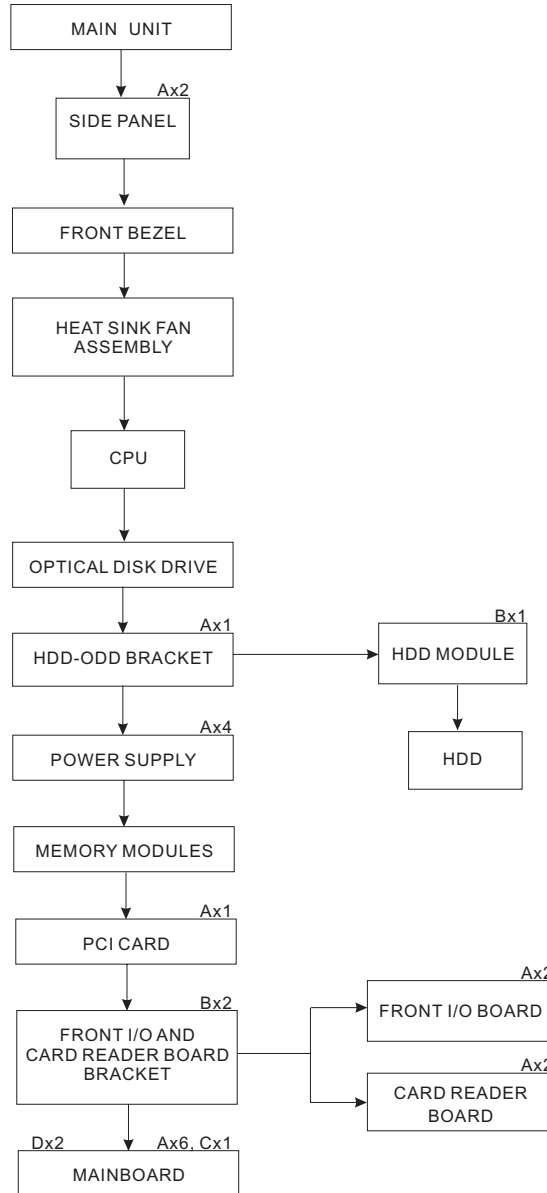 MAIN UNIT
Ax2
SIDE PANEL
FRONT BEZEL
HEAT SINK FAN
ASSEMBLY
CPU
OPTICAL DISK DRIVE
Ax1
HDD-ODD BRACKET
Bx1
HDD MODULE
HDD
Ax4
POWER SUPPLY
MEMORY MODULES
Ax1
PCI CARD
Bx2
FRONT I/O AND
CARD READER BOARD
BRACKET
Ax2
FRONT I/O BOARD
Ax2
CARD READER
BOARD
Dx2 Ax6, Cx1
MAINBOARD